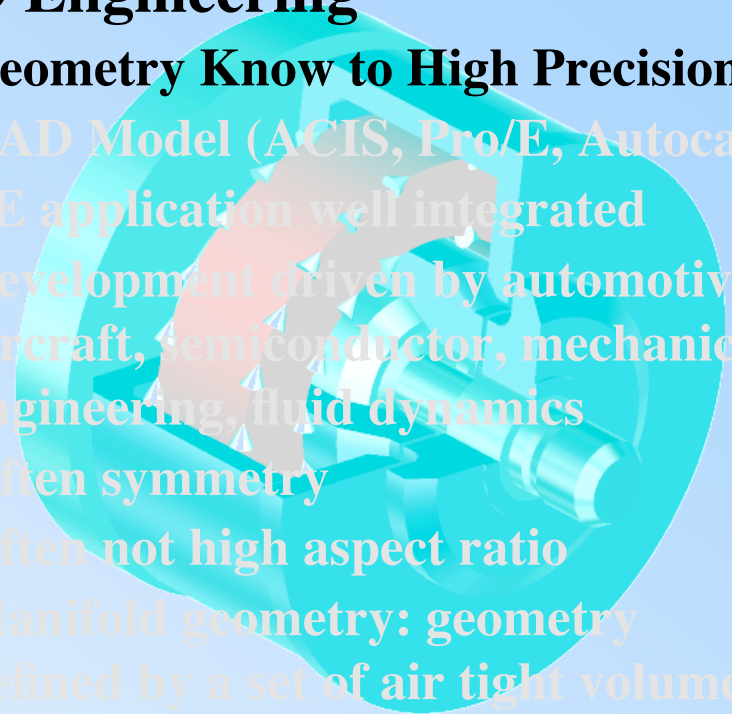 Engineering
eometry Know to High Precision
AD Model (ACIS, Pro/E, Autoca
E application well integrated
evelopment driven by automotiv
rcraft, semiconductor, mechanic
ngineering, fluid dynamics
ften symmetry
ften not high aspect ratio
anifold geometry: geometry
efined by a set of air tight volume